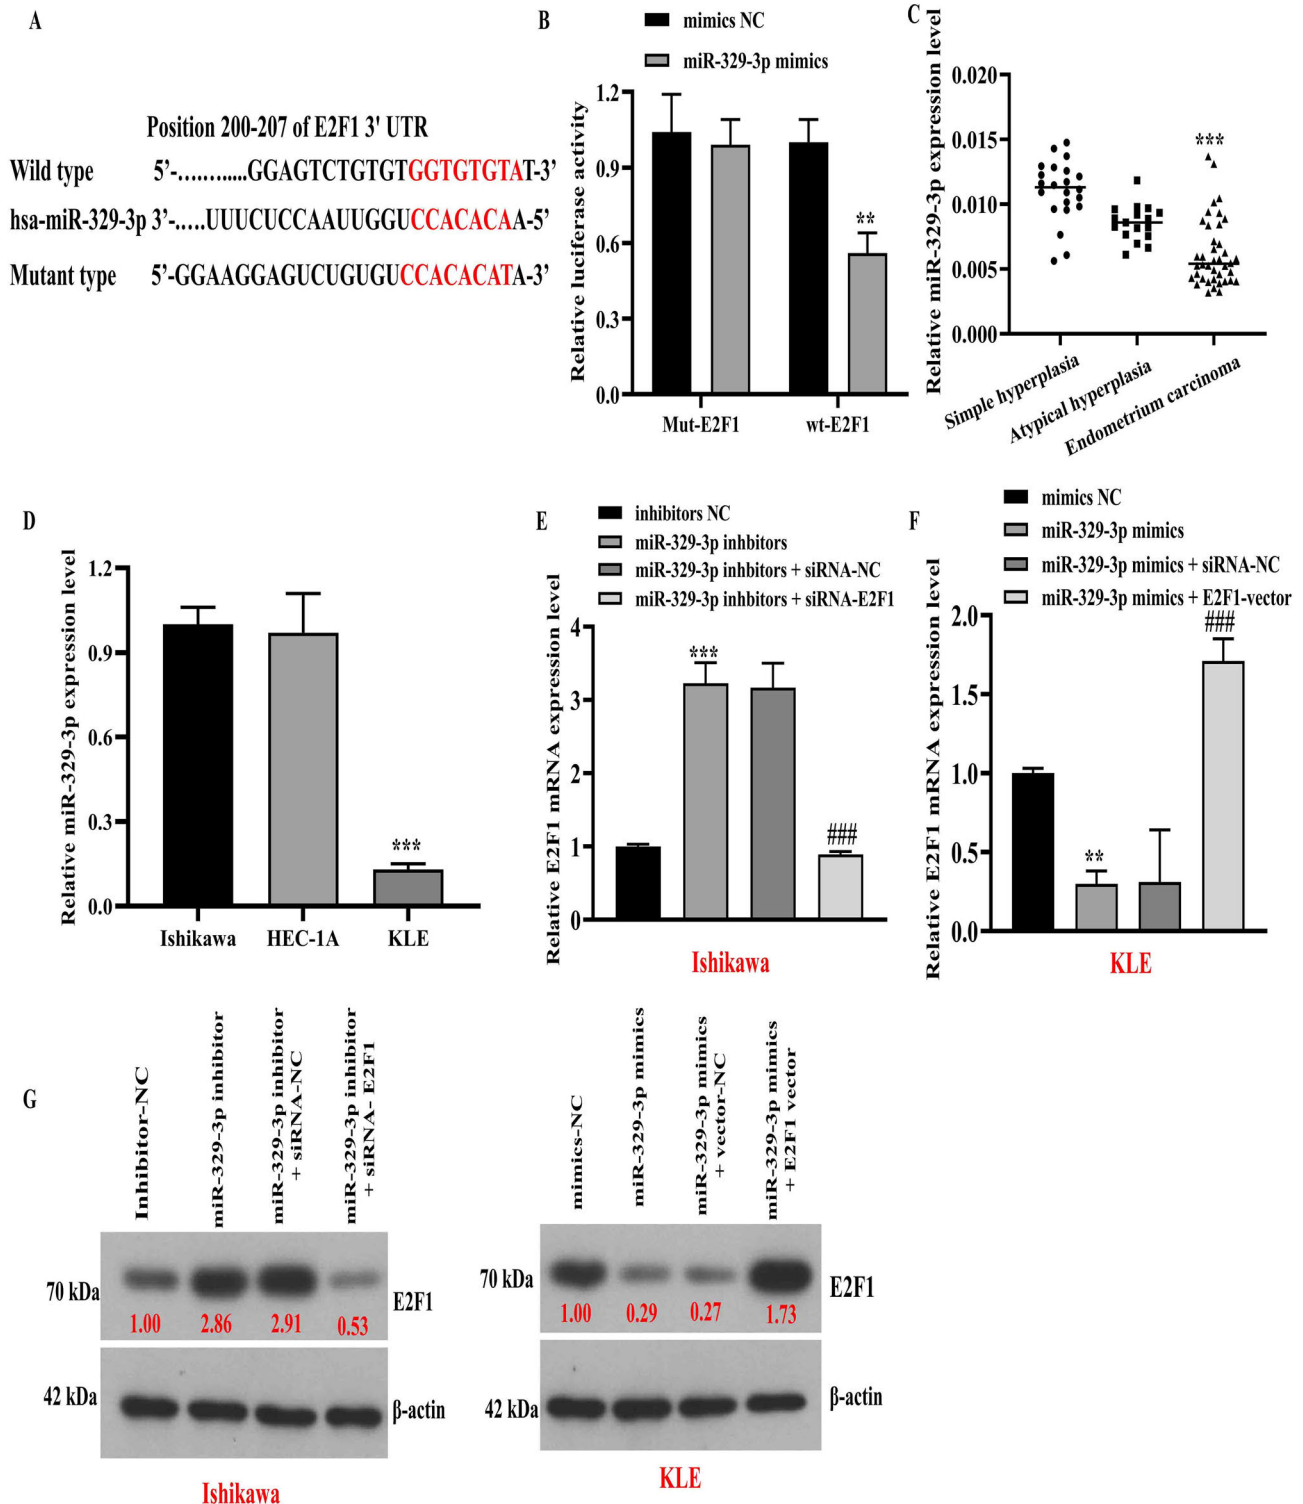 A
Position 200-207 of E2F1 3' UTR
Wild type 5’-…..…....GGAGTCTGTGTGGTGTGTAT-3’
hsa-miR-329-3p 3’-…..UUUCUCCAAUUGGUCCACACAA-5’
Mutant type 5’-GGAAGGAGUCUGUGUCCACACATA-3’
B
mimics NC
miR-329-3p mimics
Relative luciferase activity
1.2
0.9
0.6
0.3
0.0
**
Mut-E2F1
wt-E2F1
C
Relative miR-329-3p expression level
0.020
0.015
0.010
0.005
0.000
***
Simple hyperplasia
Atypical hyperplasia
Endometrium carcinoma
D
Relative miR-329-3p expression level
1.2
0.9
0.6
0.3
0.0
***
Ishikawa
HEC-1A
KLE
E
inhibitors NC
miR-329-3p inhbitors
miR-329-3p inhbitors + siRNA-NC
miR-329-3p inhbitors + siRNA-E2F1
Relative E2F1 mRNA expression level
4
3
2
1
0
***
###
Ishikawa
F
mimics NC
miR-329-3p mimics
miR-329-3p mimics + siRNA-NC
miR-329-3p mimics + E2F1-vector
Relative E2F1 mRNA expression level
2.0
1.5
1.0
0.5
0.0
**
###
KLE
G
Inhibitor-NC
miR-329-3p inhibitor
miR-329-3p inhibitor
+ siRNA-NC
miR-329-3p inhibitor
+ siRNA- E2F1
70 kDa
E2F1
1.00 2.86 2.91 0.53
42 kDa
β-actin
Ishikawa
mimics-NC
miR-329-3p mimics
miR-329-3p mimics
+ vector-NC
miR-329-3p mimics
+ E2F1 vector
70 kDa
E2F1
1.00 0.29 0.27 1.73
42 kDa
β-actin
KLE